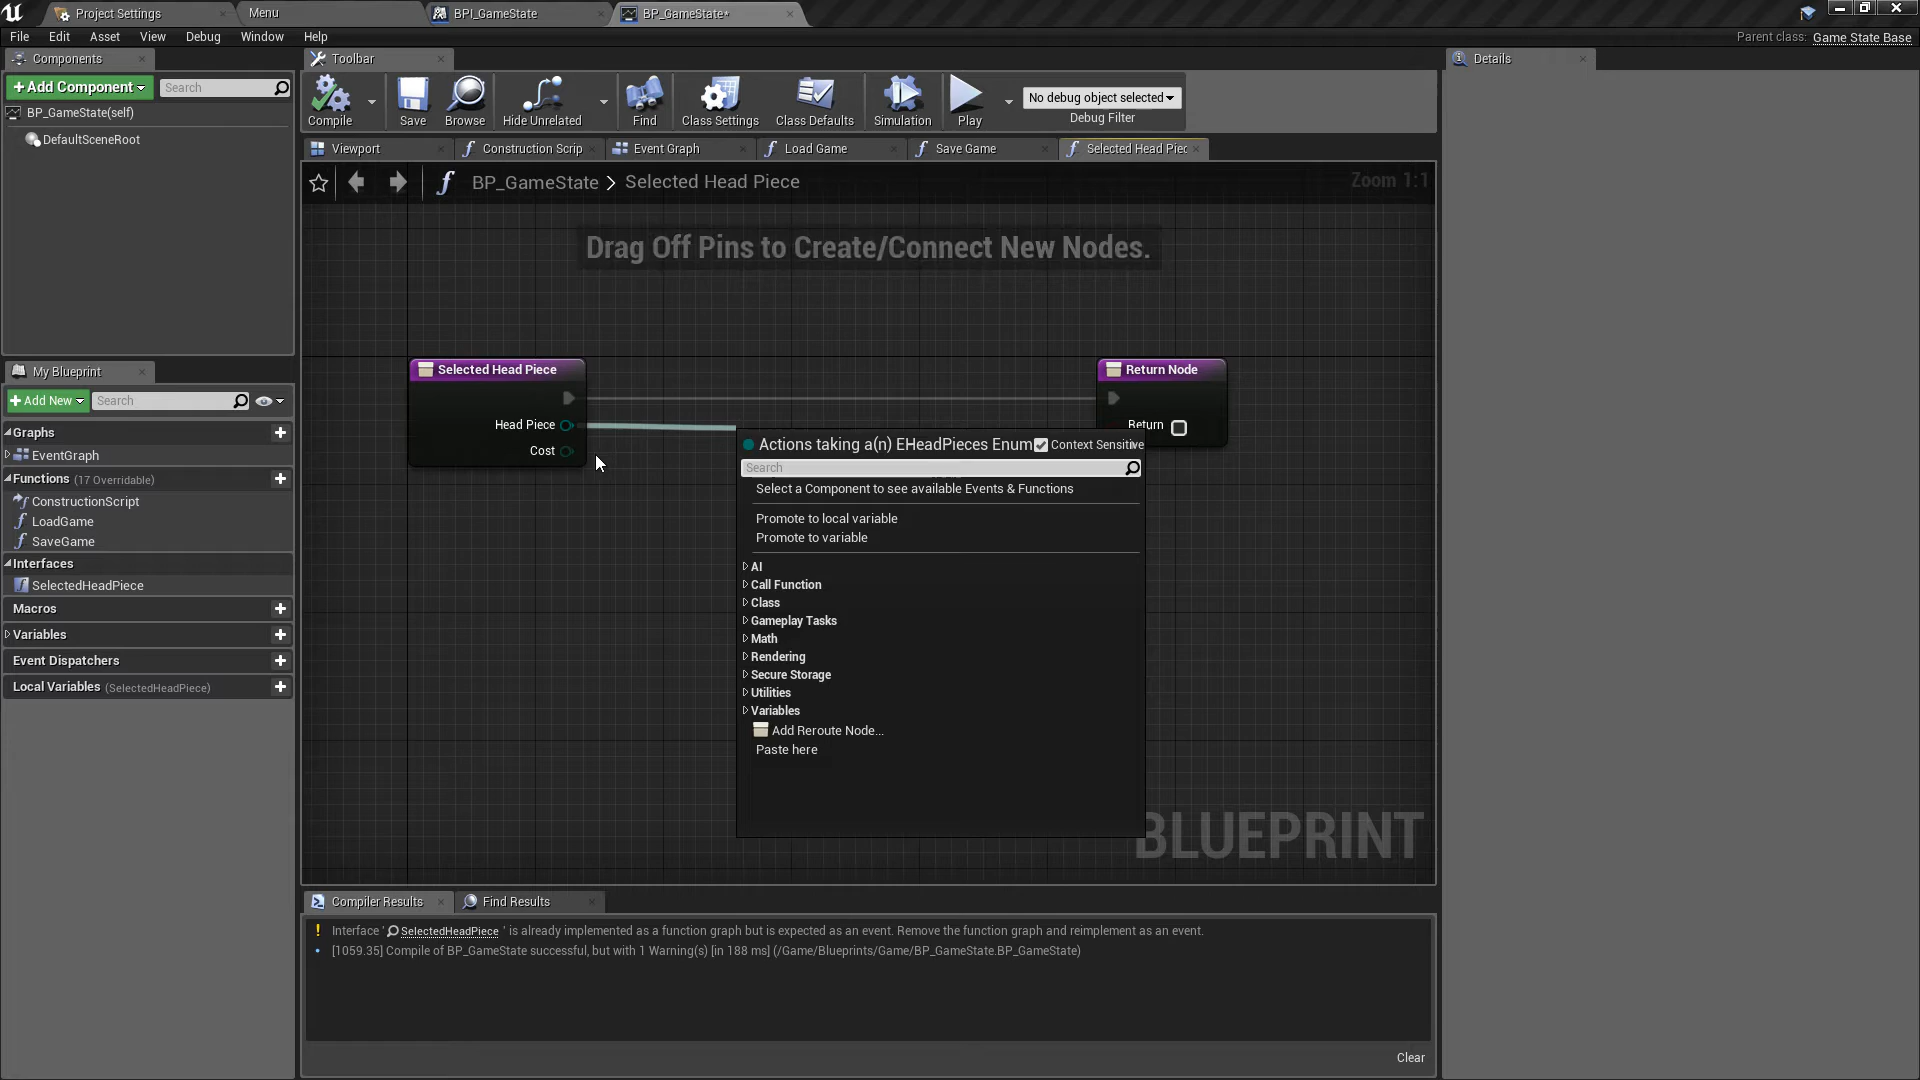 Project Settings
Menu
BPI_GameState
BP_GameState*
File Edit Asset View Debug Window Help
Parent class: Game State Base
Components
+Add Component
Search
BP_GameState(self)
DefaultSceneRoot
Toolbar
Compile
Save
Browse
Hide Unrelated
Find
Class Settings
Class Defaults
Simulation
Play
No debug object selected
Debug Filter
Details
Viewport
Construction Scrip
Event Graph
Load Game
Save Game
Selected Head Piec
BP_GameState > Selected Head Piece
Zoom 1:1
Drag Off Pins to Create/Connect New Nodes.
Selected Head Piece
Head Piece
Cost
Return Node
Return
Actions taking a(n) EHeadPieces Enum
Context Sensitive
Search
Select a Component to see available Events & Functions
Promote to local variable
Promote to variable
AI
Call Function
Class
Gameplay Tasks
Math
Rendering
Secure Storage
Utilities
Variables
Add Reroute Node...
Paste here
BLUEPRINT
My Blueprint
+Add New
Search
Graphs
EventGraph
Functions (17 Overridable)
ConstructionScript
LoadGame
SaveGame
Interfaces
SelectedHeadPiece
Macros
Variables
Event Dispatchers
Local Variables (SelectedHeadPiece)
Compiler Results
Find Results
Interface ' SelectedHeadPiece ' is already implemented as a function graph but is expected as an event. Remove the function graph and reimplement as an event.
[1059.35] Compile of BP_GameState successful, but with 1 Warning(s) [in 188 ms] (/Game/Blueprints/Game/BP_GameState.BP_GameState)
Clear